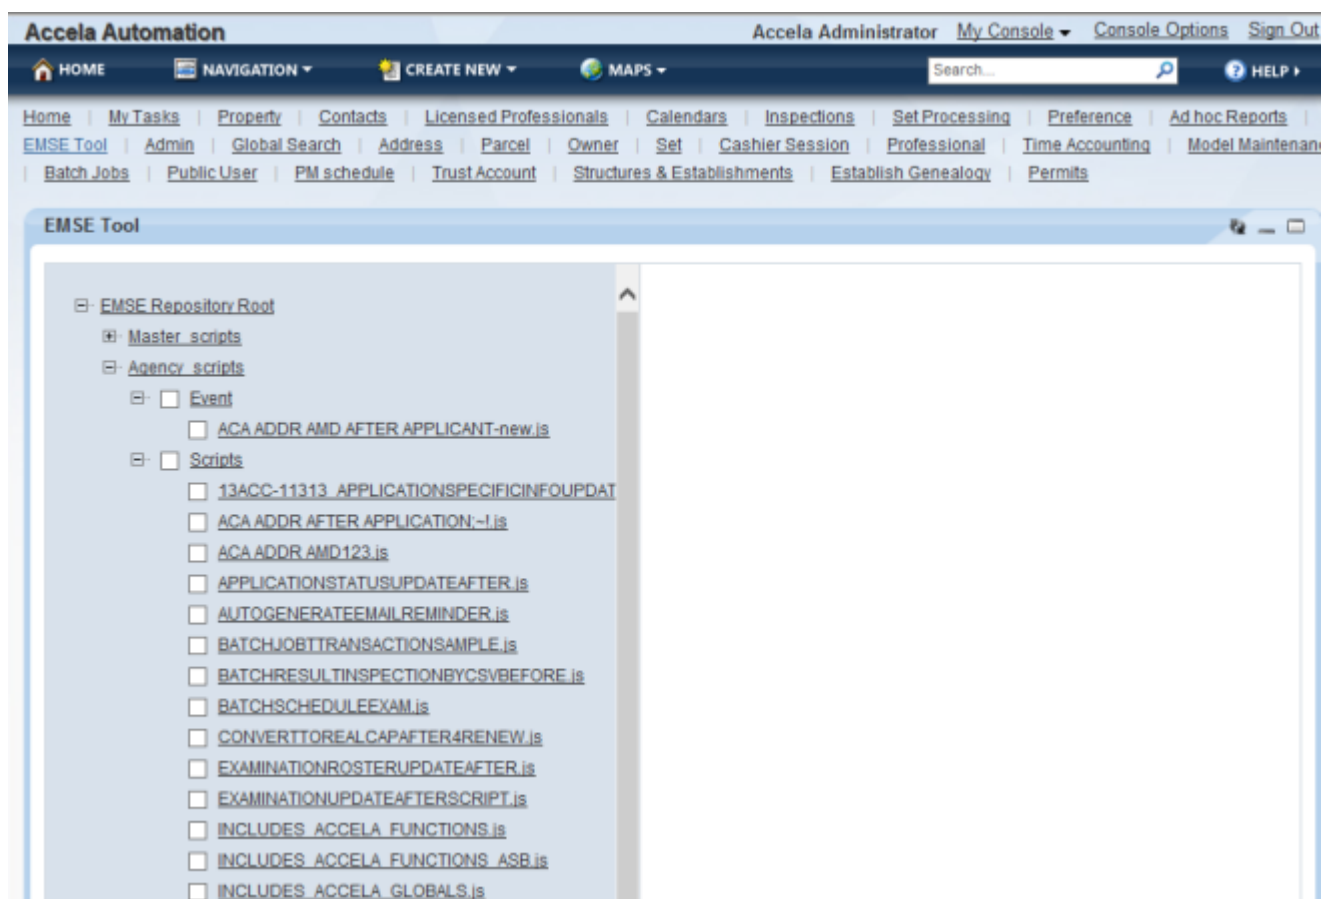 Accela Automation Accela Administrator My Console Console Options Sign Out
HOME NAVIGATION CREATE NEW MAPS Search... HELP
Home | My Tasks | Property | Contacts | Licensed Professionals | Calendars | Inspections | Set Processing | Preference | Ad hoc Reports |
EMSE Tool | Admin | Global Search | Address | Parcel | Owner | Set | Cashier Session | Professional | Time Accounting | Model Maintenan
| Batch Jobs | Public User | PM schedule | Trust Account | Structures & Establishments | Establish Genealogy | Permits
EMSE Tool
EMSE Repository Root
Master_scripts
Agency_scripts
Event
ACA ADDR AMD AFTER APPLICANT-new.js
Scripts
13ACC-11313_APPLICATIONSPECIFICINFOUPDAT
ACA ADDR AFTER APPLICATION;~!.js
ACA ADDR AMD123.js
APPLICATIONSTATUSUPDATEAFTER.js
AUTOGENERATEEMAILREMINDER.js
BATCHJOBTTRANSACTIONSAMPLE.js
BATCHRESULTINSPECTIONBYCSVBEFORE.js
BATCHSCHEDULEEXAM.js
CONVERTTOREALCAPAFTER4RENEW.js
EXAMINATIONROSTERUPDATEAFTER.js
EXAMINATIONUPDATEAFTERSCRIPT.js
INCLUDES_ACCELA_FUNCTIONS.js
INCLUDES_ACCELA_FUNCTIONS_ASB.js
INCLUDES_ACCELA_GLOBALS.js